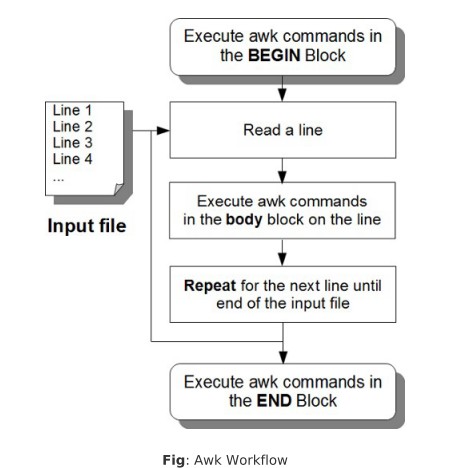 Execute awk commands in
the BEGIN Block
Line 1
Line 2
Line 3
Line 4
...
Input file
Read a line
Execute awk commands
in the body block on the line
Repeat for the next line until
end of the input file
Execute awk commands in
the END Block
Fig: Awk Workflow